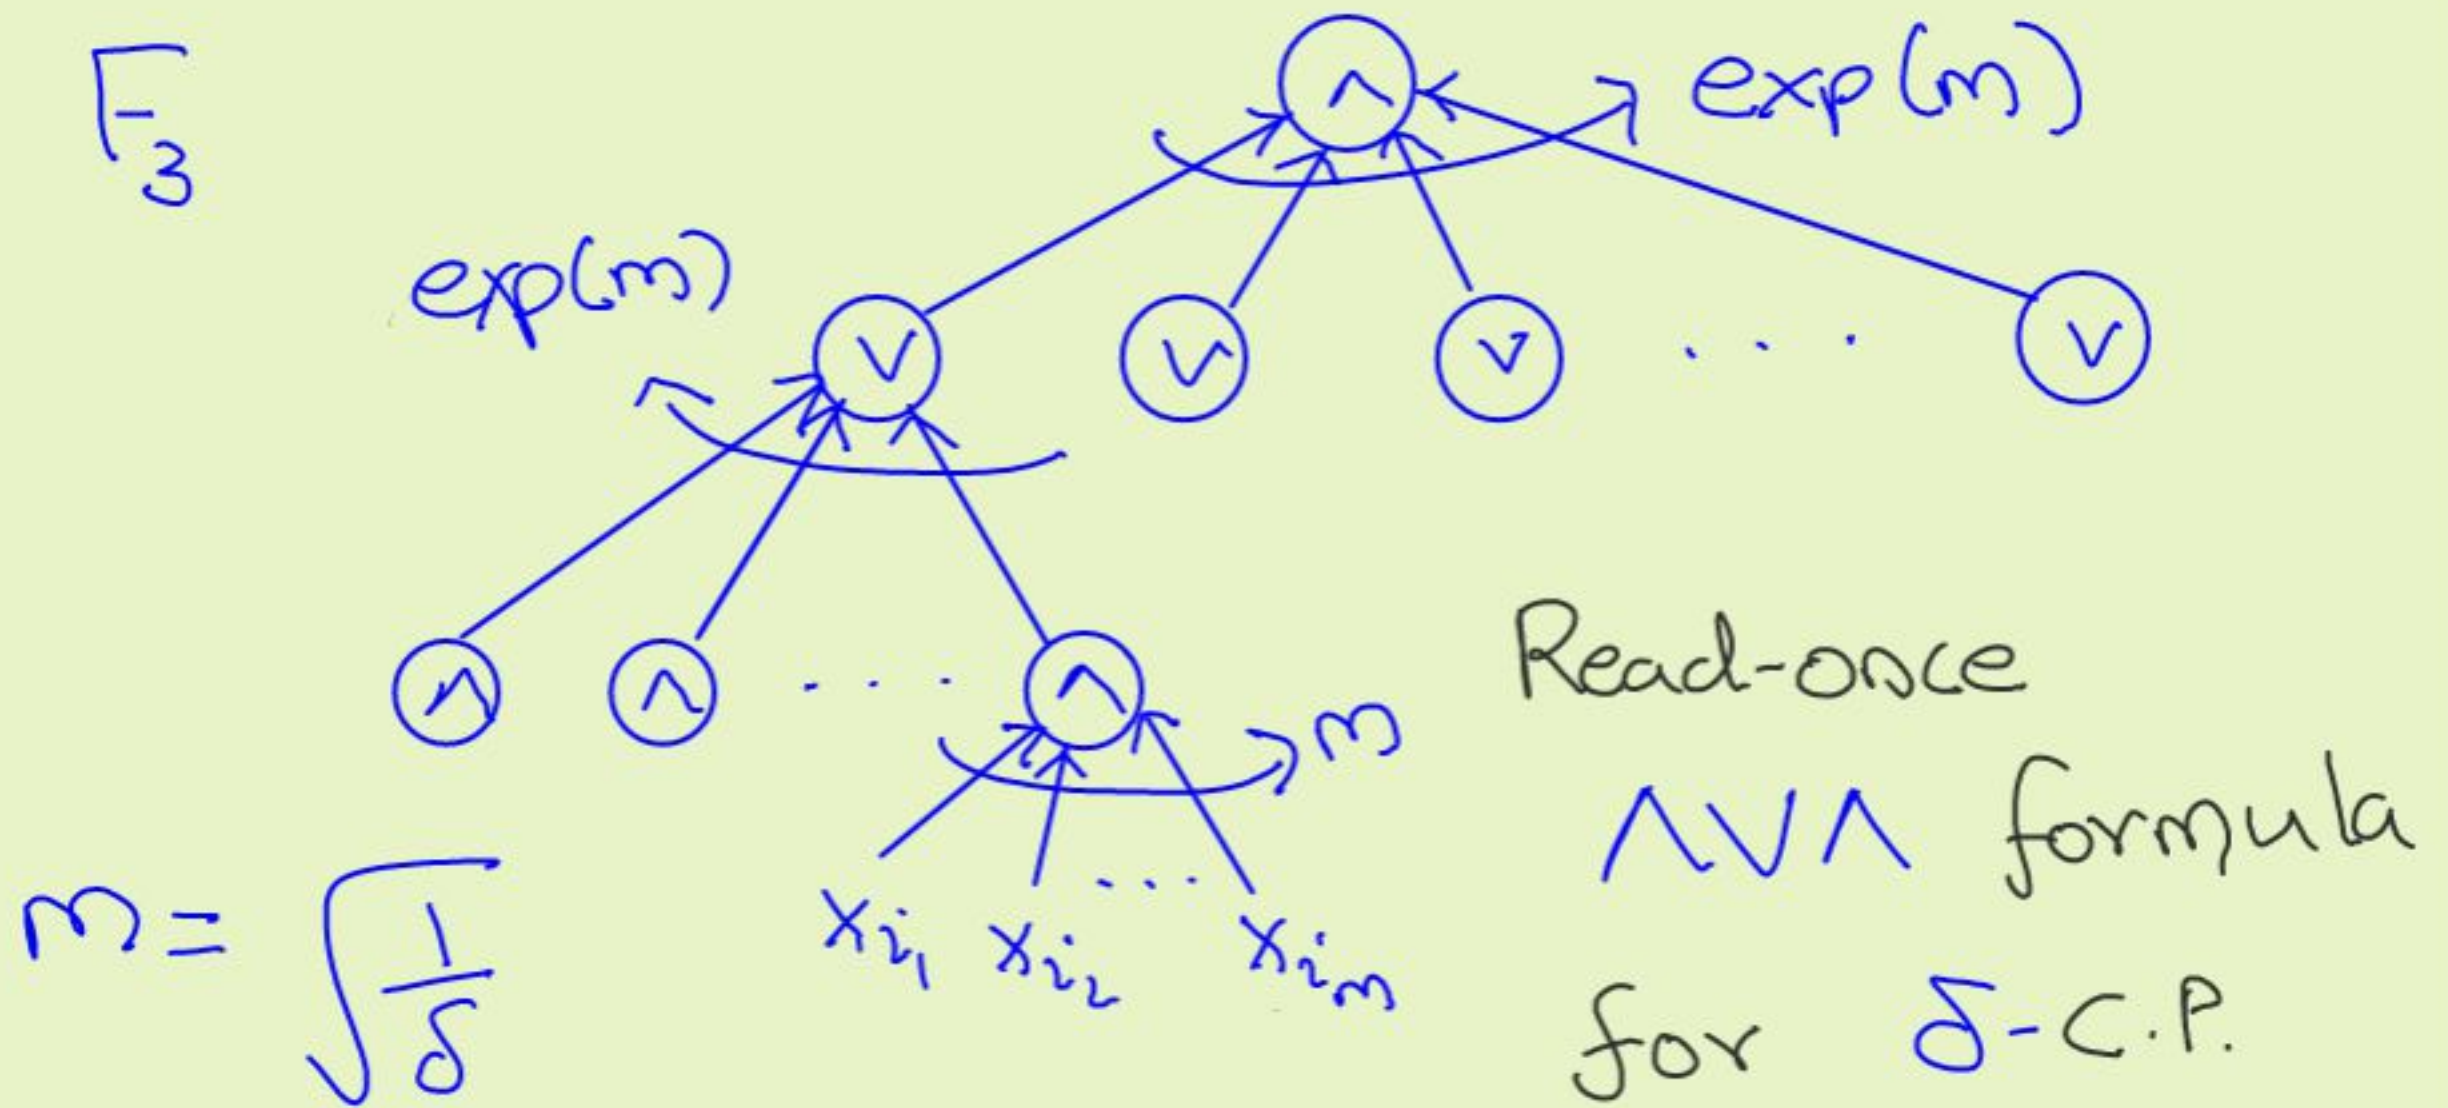 F₃
∧ exp(m)
exp(m)
∨ ∨ ∨ . . . ∨
∧ ∧ . . . ∧
m
Read-once
∧∨∧ formula
for δ-C.P.
x_{i_1} x_{i_2} ... x_{i_m}
m = √(1/δ)